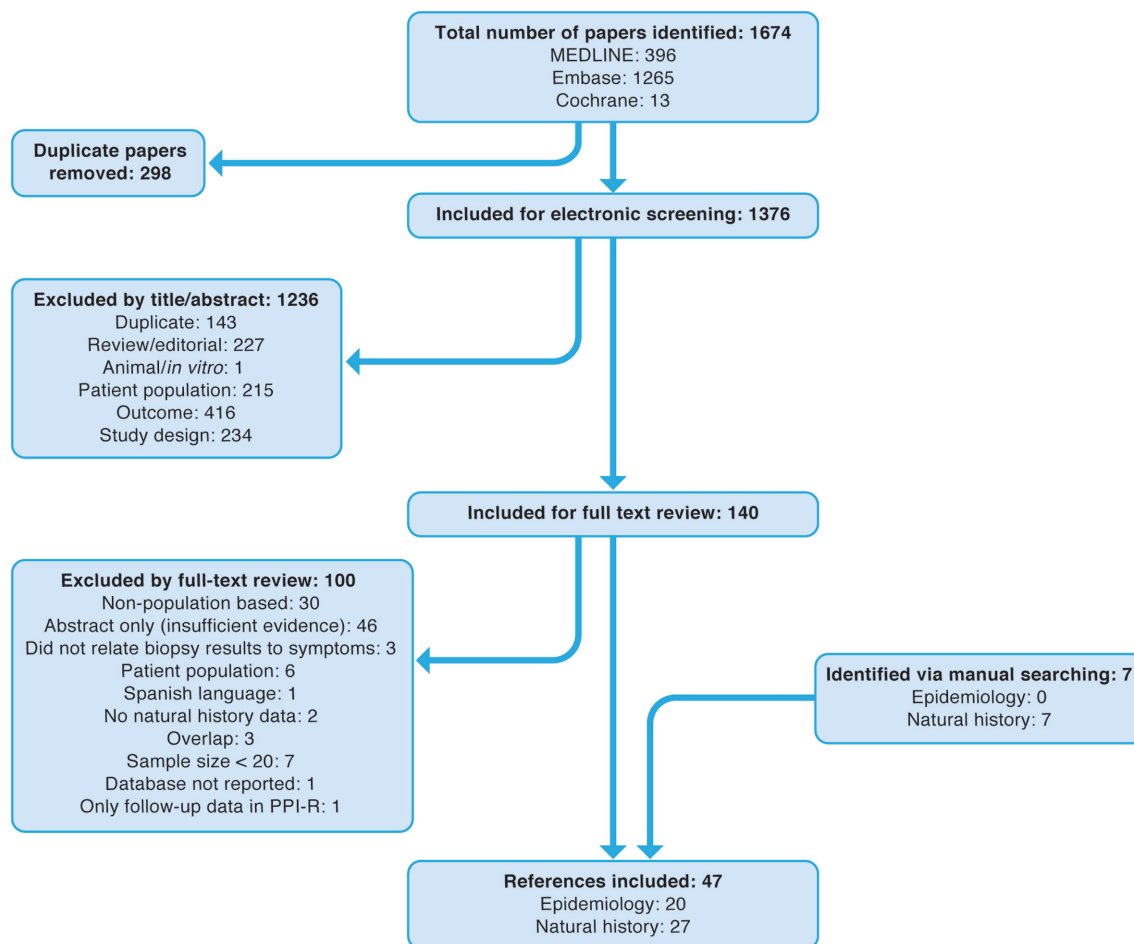 Total number of papers identified: 1674
MEDLINE: 396
Embase: 1265
Cochrane: 13
Duplicate papers
removed: 298
Included for electronic screening: 1376
Excluded by title/abstract: 1236
Duplicate: 143
Review/editorial: 227
Animal/in vitro: 1
Patient population: 215
Outcome: 416
Study design: 234
Included for full text review: 140
Excluded by full-text review: 100
Non-population based: 30
Abstract only (insufficient evidence): 46
Did not relate biopsy results to symptoms: 3
Patient population: 6
Spanish language: 1
No natural history data: 2
Overlap: 3
Sample size < 20: 7
Database not reported: 1
Only follow-up data in PPI-R: 1
Identified via manual searching: 7
Epidemiology: 0
Natural history: 7
References included: 47
Epidemiology: 20
Natural history: 27